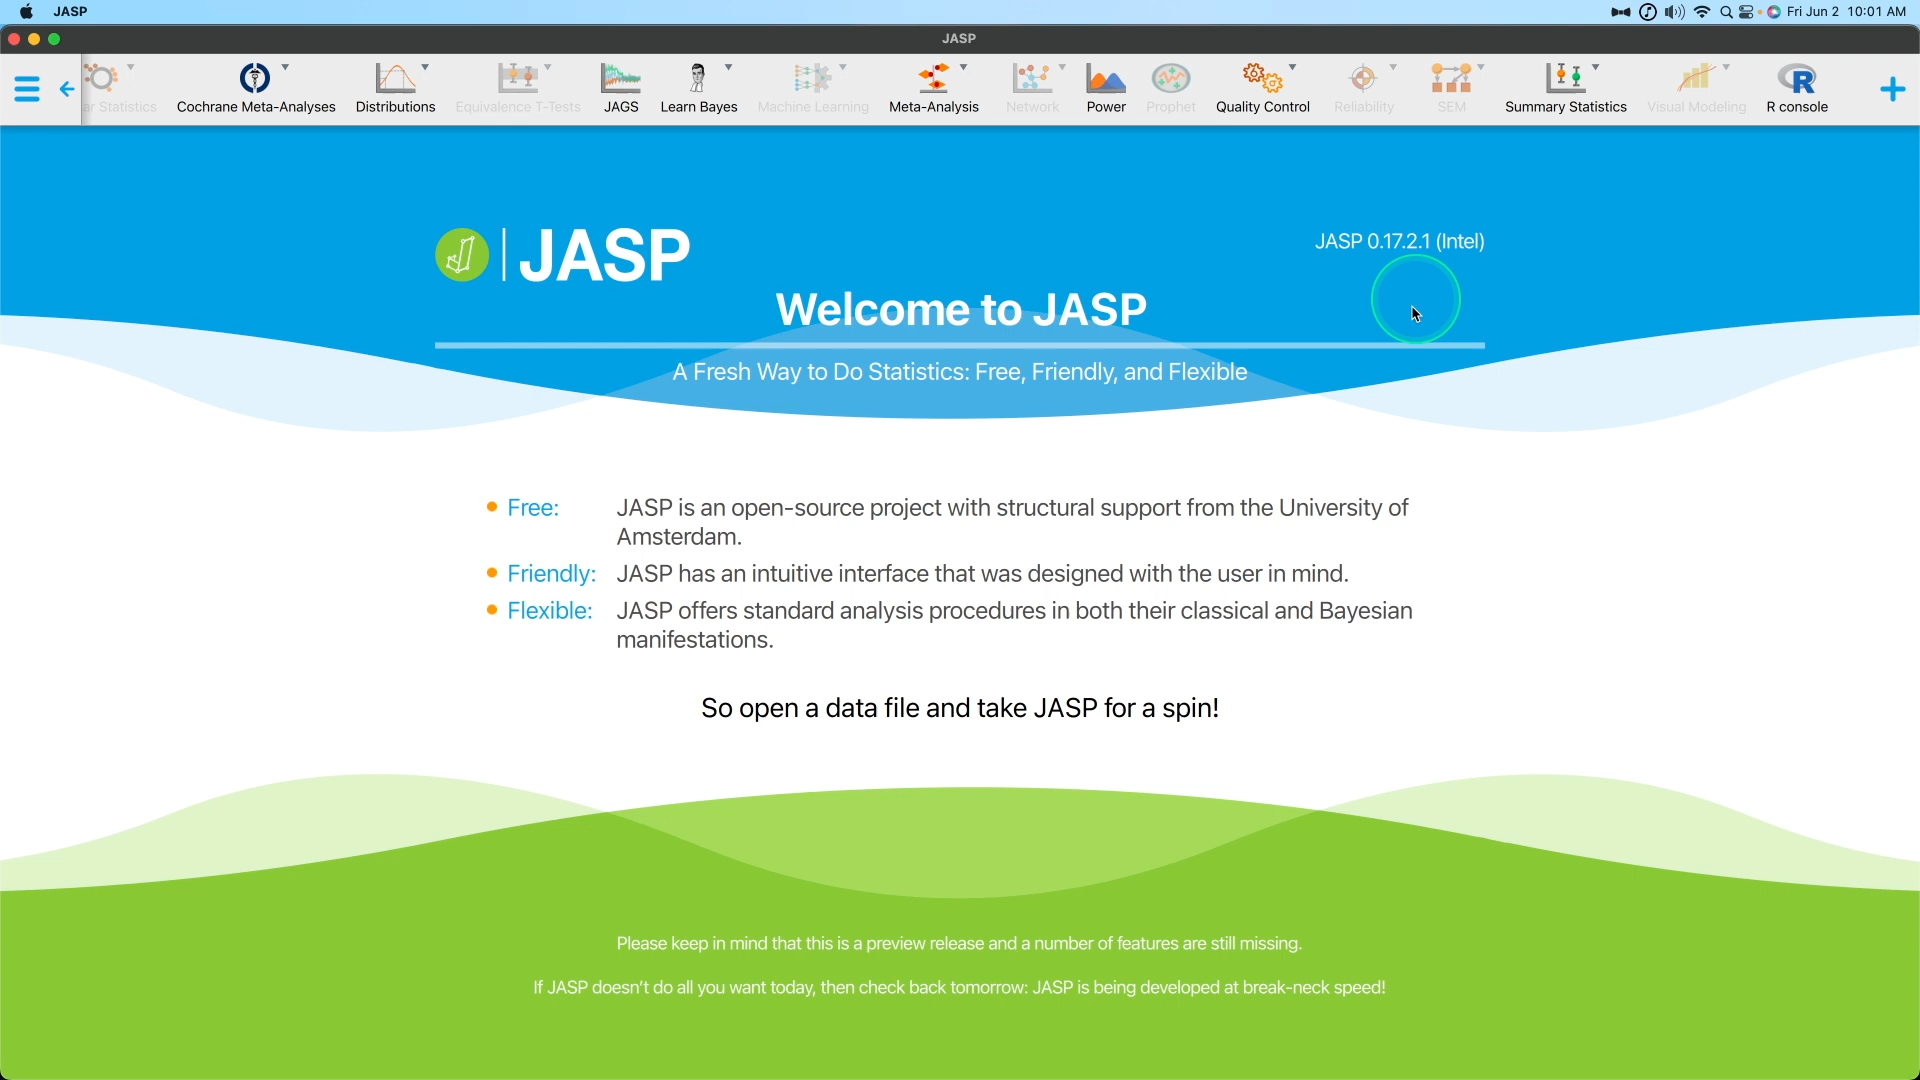 JASP
Fri Jun 2 10:01 AM
JASP
ar Statistics
Cochrane Meta-Analyses
Distributions
Equivalence T-Tests
JAGS
Learn Bayes
Machine Learning
Meta-Analysis
Network
Power
Prophet
Quality Control
Reliability
SEM
Summary Statistics
Visual Modeling
R console
JASP
JASP 0.17.2.1 (Intel)
Welcome to JASP
A Fresh Way to Do Statistics: Free, Friendly, and Flexible
Free: JASP is an open-source project with structural support from the University of
Amsterdam.
Friendly: JASP has an intuitive interface that was designed with the user in mind.
Flexible: JASP offers standard analysis procedures in both their classical and Bayesian
manifestations.
So open a data file and take JASP for a spin!
Please keep in mind that this is a preview release and a number of features are still missing.
If JASP doesn't do all you want today, then check back tomorrow: JASP is being developed at break-neck speed!